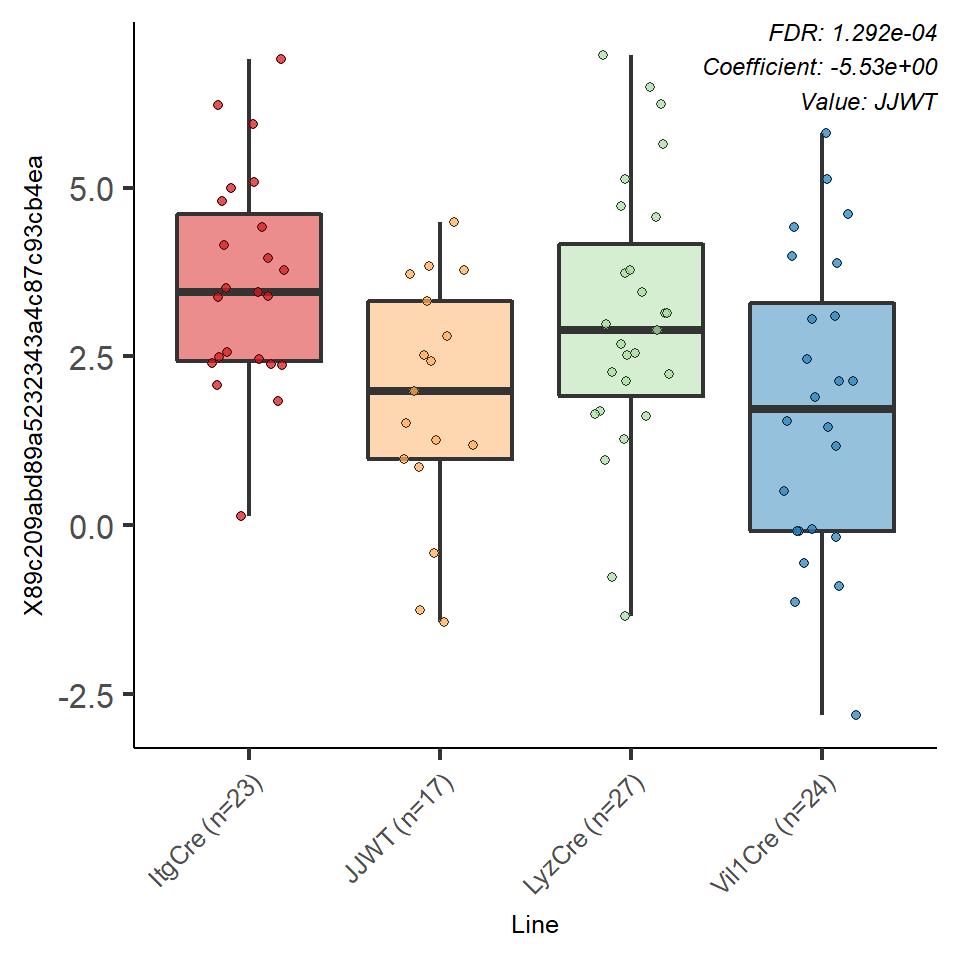 FDR: 1.292e-04
Coefficient: -5.53e+00
Value: JJWT
X89c209abd89a5232343a4c87c93cb4ea
5.0
2.5
0.0
-2.5
ItgCre (n=23)
JJWT (n=17)
LyzCre (n=27)
Vil1Cre (n=24)
Line